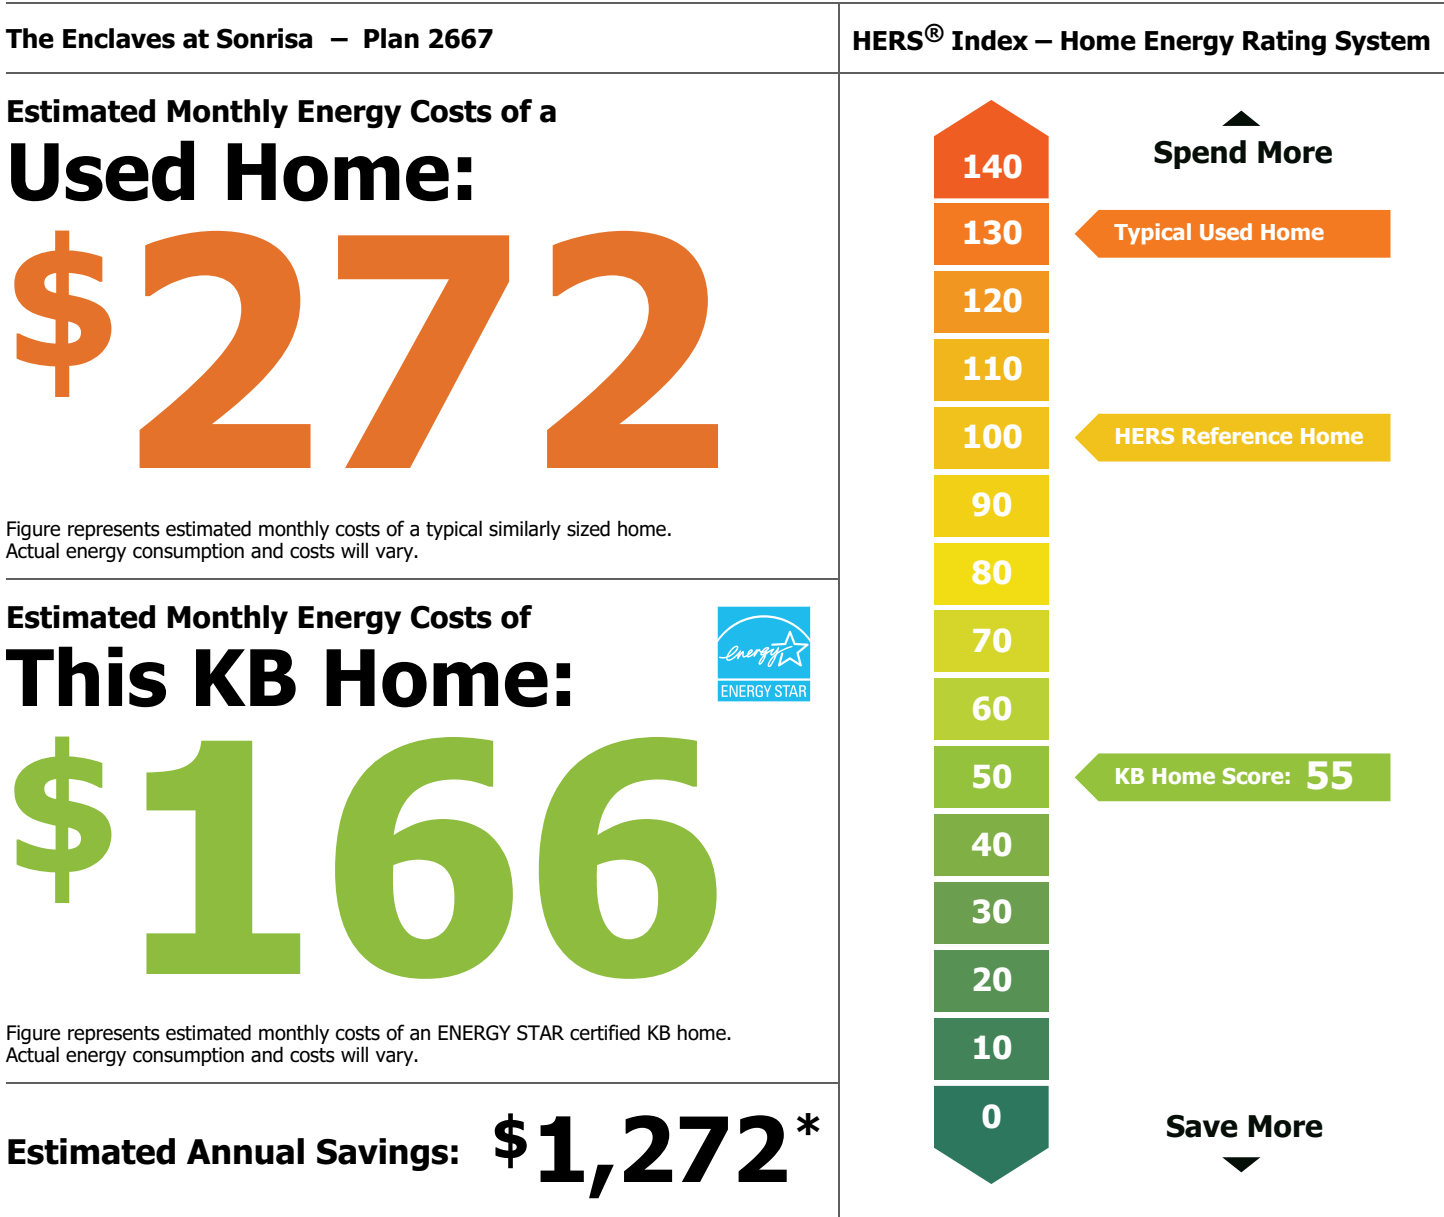 The Enclaves at Sonrisa – Plan 2667
Estimated Monthly Energy Costs of a
Used Home:
$272
Figure represents estimated monthly costs of a typical similarly sized home.
Actual energy consumption and costs will vary.
Estimated Monthly Energy Costs of
This KB Home:
energy
ENERGY STAR
$166
Figure represents estimated monthly costs of an ENERGY STAR certified KB home.
Actual energy consumption and costs will vary.
Estimated Annual Savings: $1,272*
HERS® Index – Home Energy Rating System
Spend More
140
130 Typical Used Home
120
110
100 HERS Reference Home
90
80
70
60
50 KB Home Score: 55
40
30
20
10
0
Save More